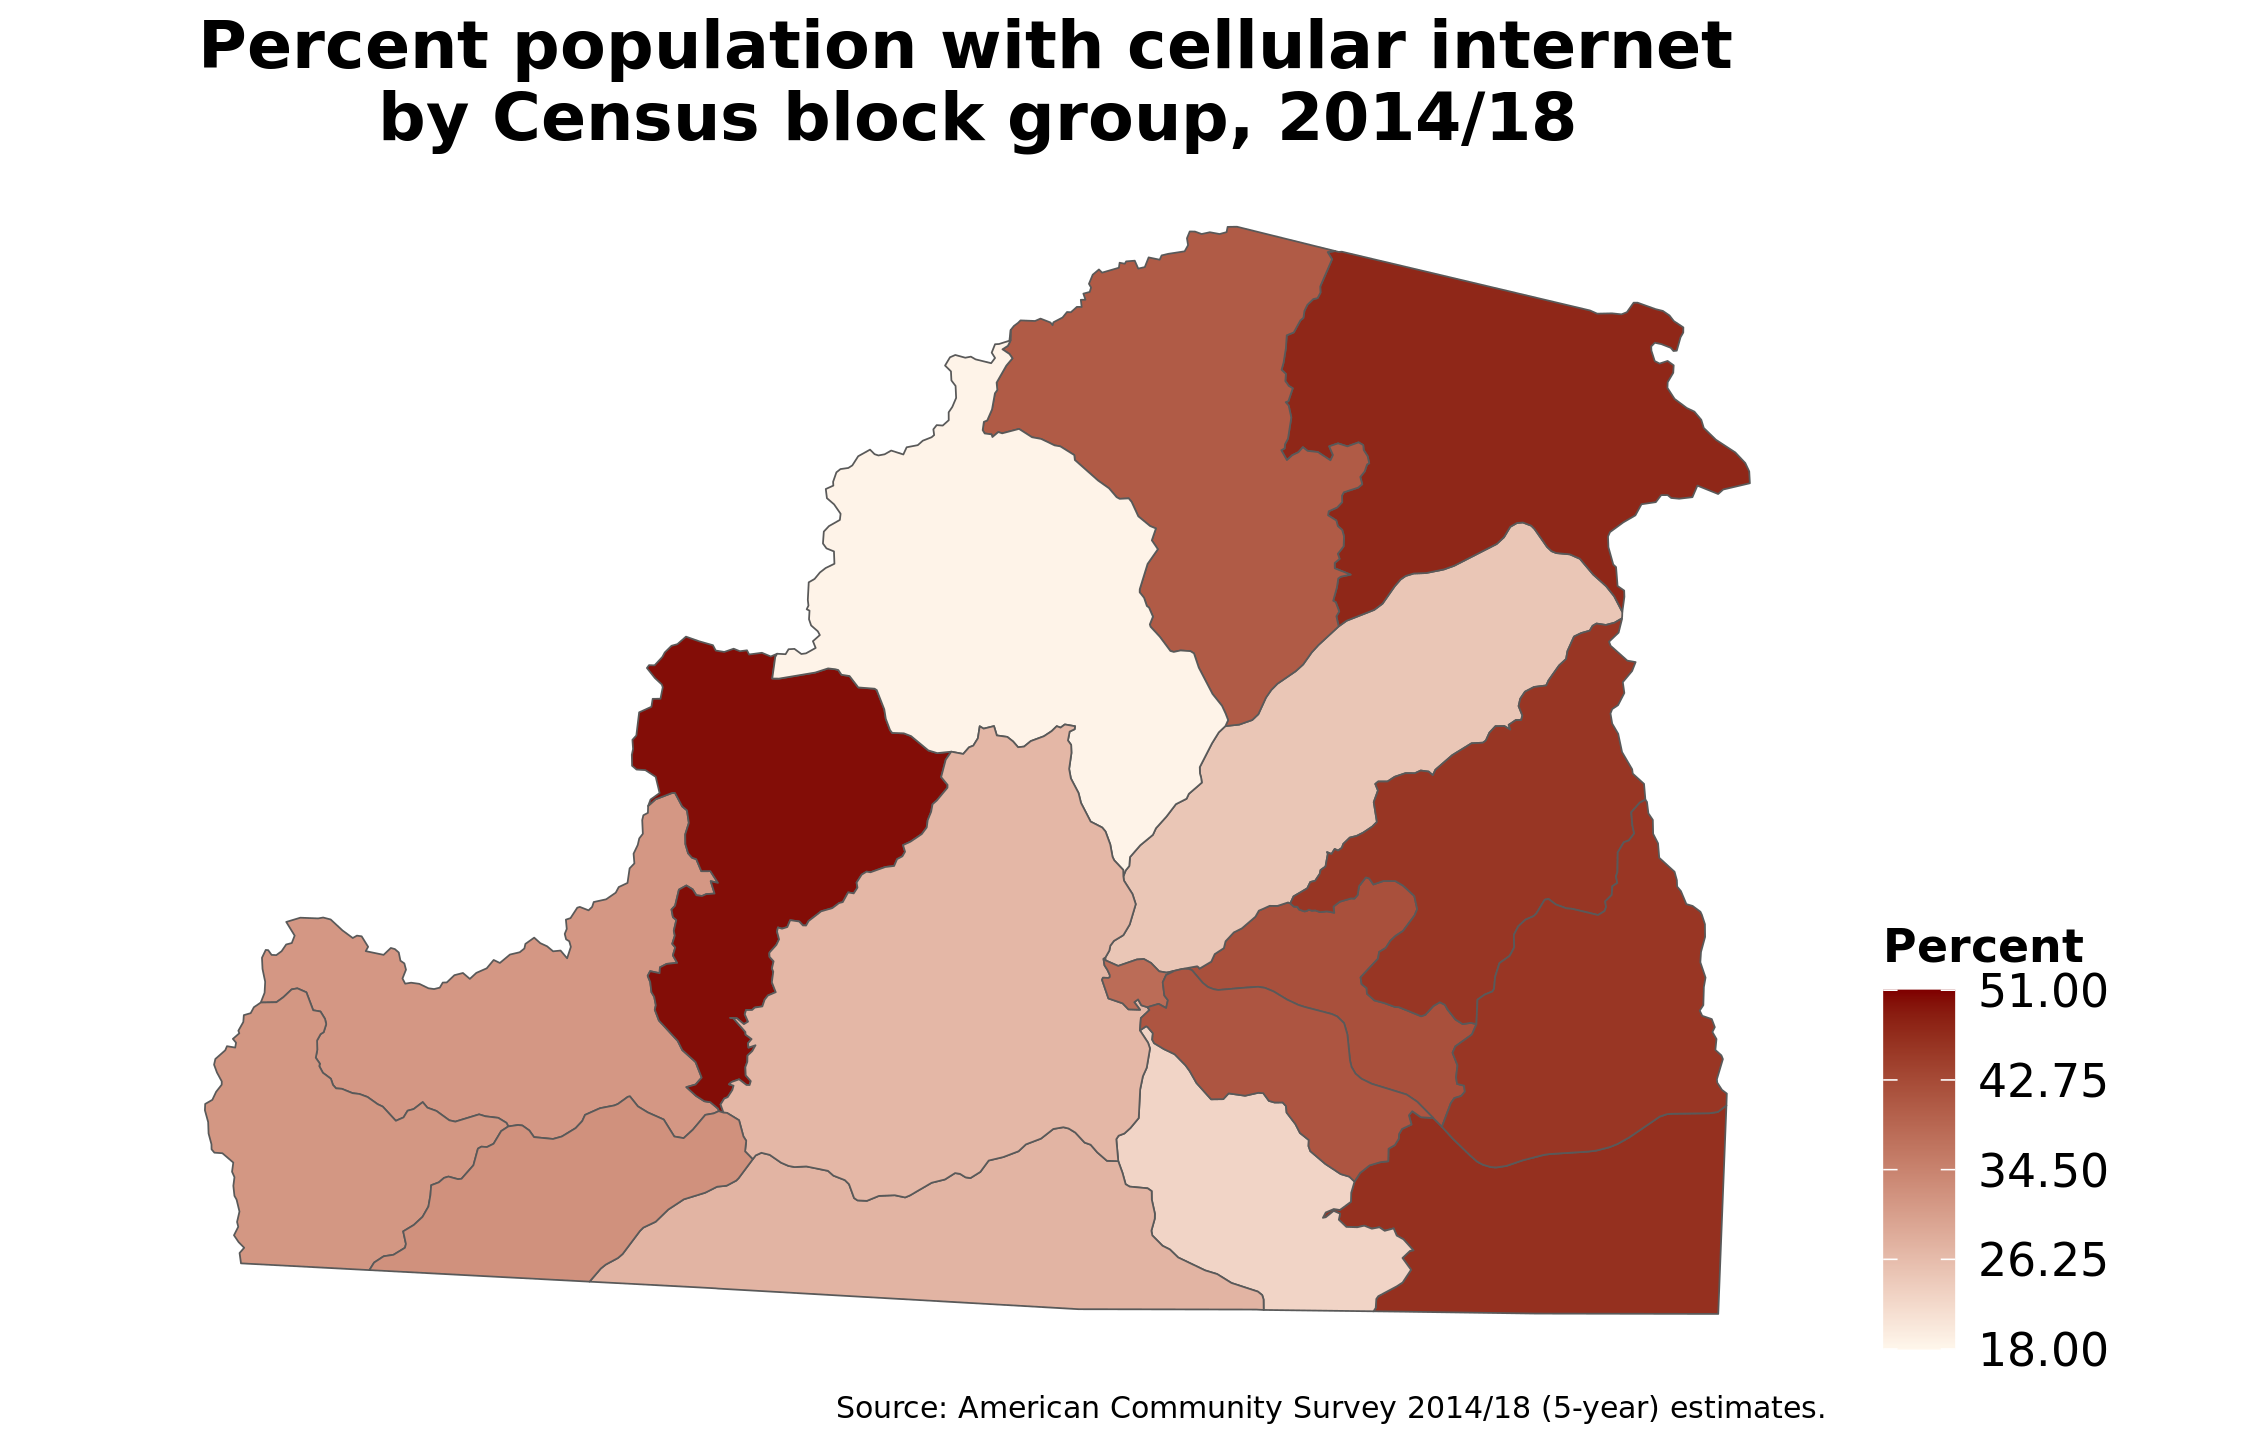 Percent population with cellular internet
by Census block group, 2014/18
Percent
51.00
42.75
34.50
26.25
18.00
Source: American Community Survey 2014/18 (5-year) estimates.